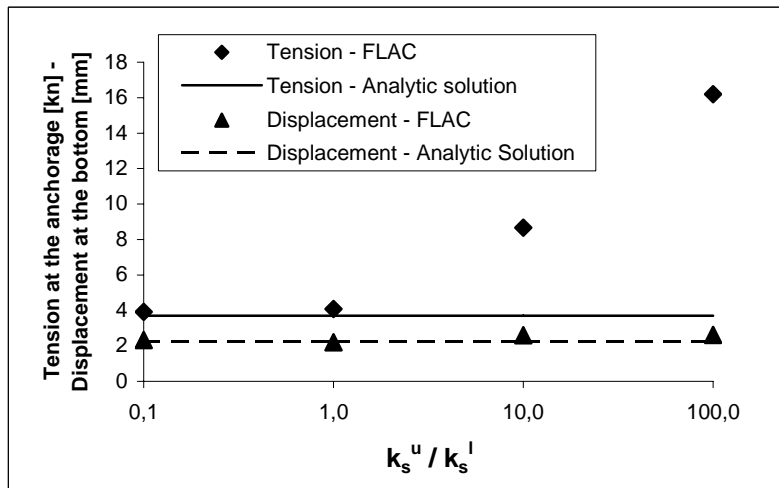 Tension at the anchorage [kn] -
Displacement at the bottom [mm]
18
16
14
12
10
8
6
4
2
0
Tension - FLAC
Tension - Analytic solution
Displacement - FLAC
Displacement - Analytic Solution
0,1 1,0 10,0 100,0
kₛᵘ / kₛˡ